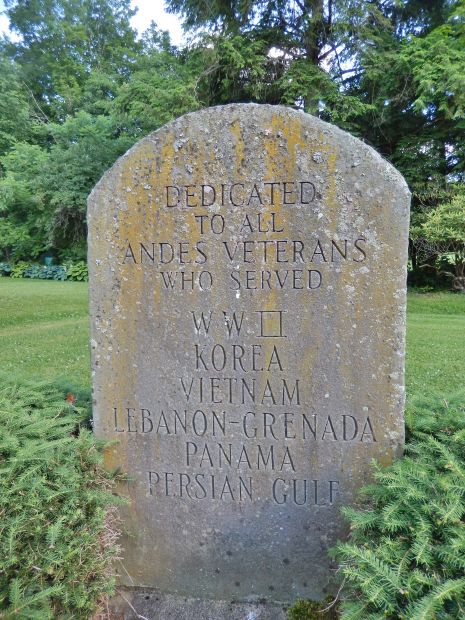 DEDICATED
TO ALL
ANDES VETERANS
WHO SERVED
WW II
KOREA
VIETNAM
LEBANON-GRENADA
PANAMA
PERSIAN GULF